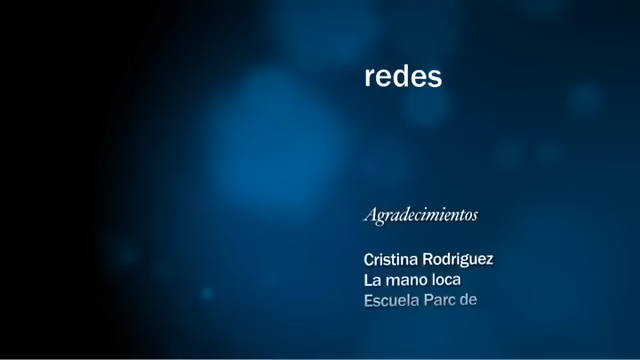 redes
Agradecimientos
Cristina Rodriguez
La mano loca
Escuela Parc de